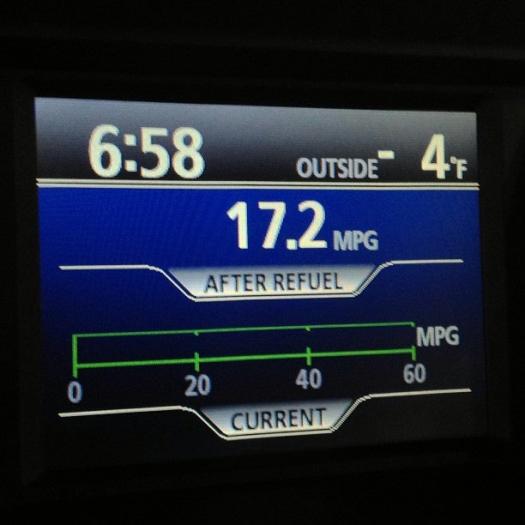 6:58 OUTSIDE - 4°F
17.2 MPG
AFTER REFUEL
MPG
0 20 40 60
CURRENT